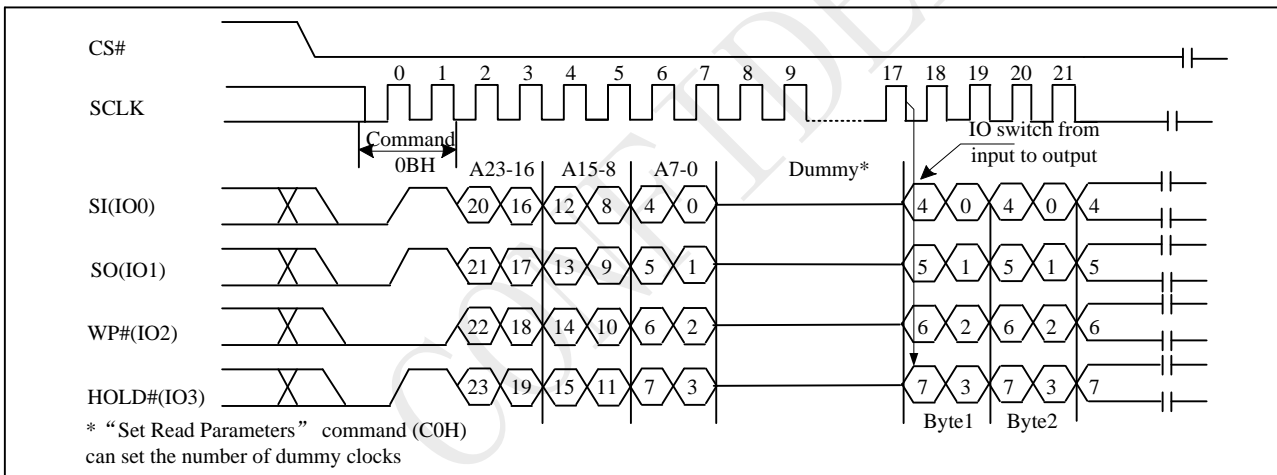 CS#
0 1 2 3 4 5 6 7 8 9 17 18 19 20 21
SCLK
Command
0BH
IO switch from
input to output
A23-16 A15-8 A7-0 Dummy*
SI(IO0) 20 16 12 8 4 0 4 0 4 0 4
SO(IO1) 21 17 13 9 5 1 5 1 5 1 5
WP#(IO2) 22 18 14 10 6 2 6 2 6 2 6
HOLD#(IO3) 23 19 15 11 7 3 7 3 7 3 7
Byte1 Byte2
* “Set Read Parameters” command (C0H)
can set the number of dummy clocks